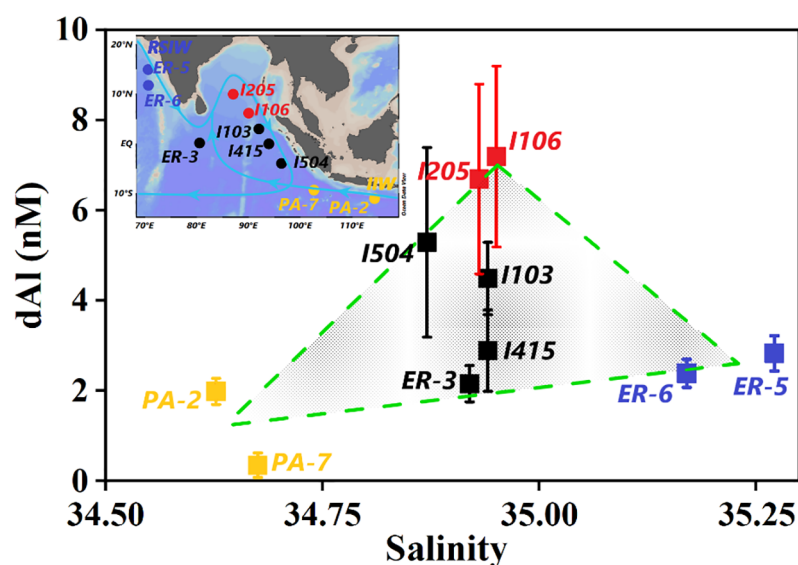 10
8
6
4
2
0
dAl (nM)
34.50
34.75
35.00
35.25
Salinity
20°N
10°N
EQ
10°S
70°E
80°E
90°E
100°E
110°E
RSIW
ER-5
ER-6
I205
I106
I103
ER-3
I415
I504
IIW
PA-7
PA-2
Ocean Data View
I106
I205
I504
I103
I415
ER-3
ER-6
ER-5
PA-2
PA-7